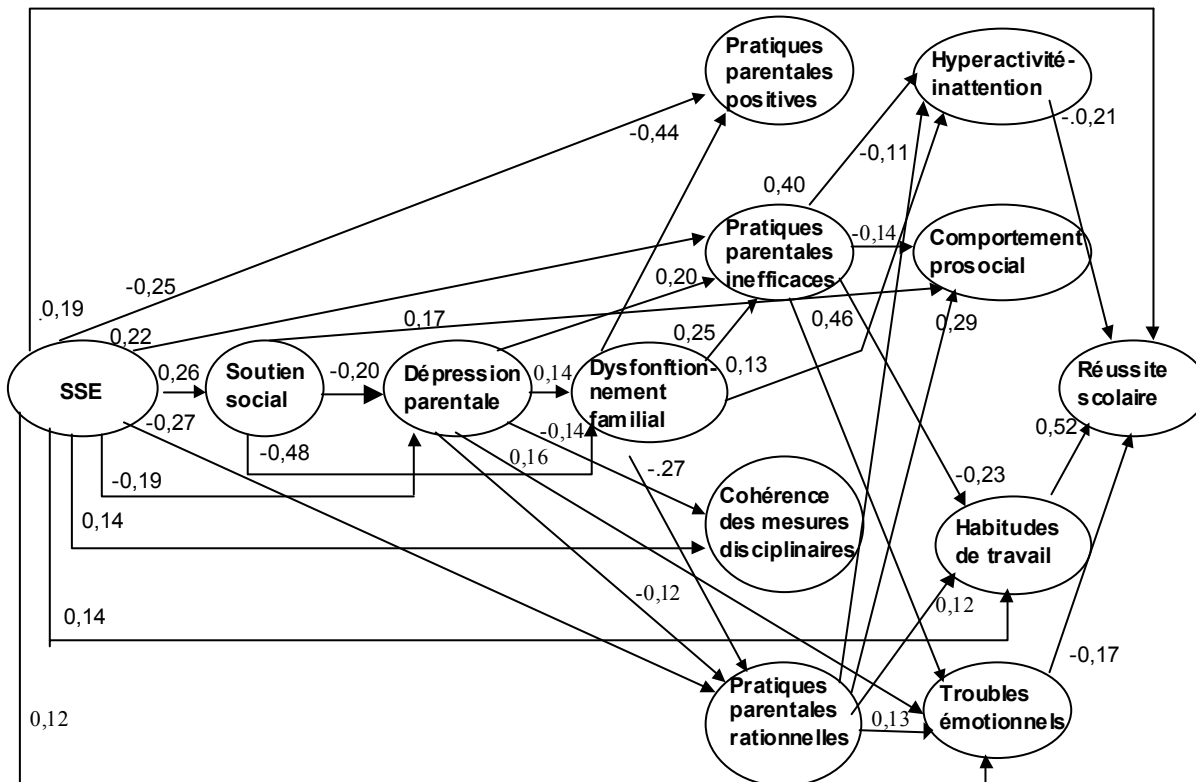 Pratiques
parentales
positives
Hyperactivité-
inattention
-0,44
-.0,21
-0,11
0,40
Pratiques
parentales
inefficaces
-0,14
Comportement
prosocial
0,20
-0,25
.0,19
0,22
0,17
0,46
0,29
0,25
0,13
SSE
0,26
Soutien
social
-0,20
Dépression
parentale
0,14
Dysfonftion-
nement
familial
Réussite
scolaire
-0,27
-0,14
0,52
-0,48
0,16
-.27
-0,19
-0,23
Cohérence
des mesures
disciplinaires
0,14
Habitudes
de travail
-0,12
0,12
0,14
-0,17
Pratiques
parentales
rationnelles
0,13
Troubles
émotionnels
0,12